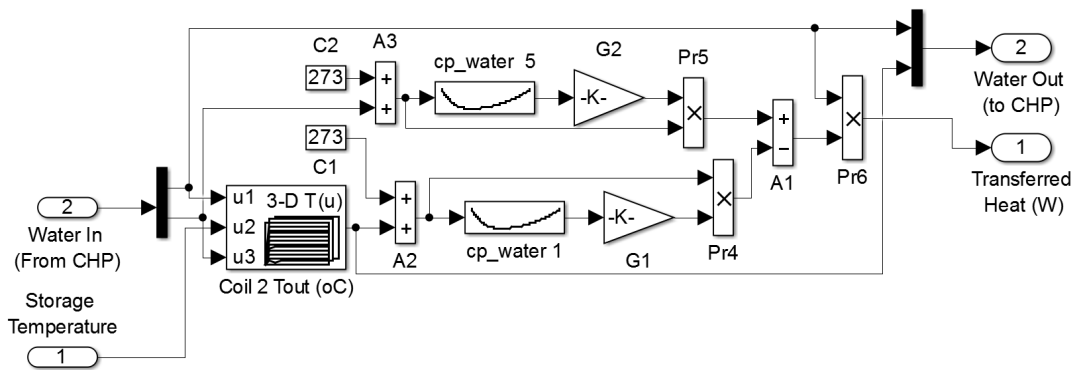 C2
273
A3
+
+
cp_water 5
G2
-K-
Pr5
×
2
Water Out
(to CHP)
273
C1
A1
+
−
×
Pr6
1
Transferred
Heat (W)
2
Water In
(From CHP)
u1
u2
u3
3-D T(u)
Coil 2 Tout (oC)
+
+
A2
cp_water 1
-K-
G1
×
Pr4
Storage
Temperature
1